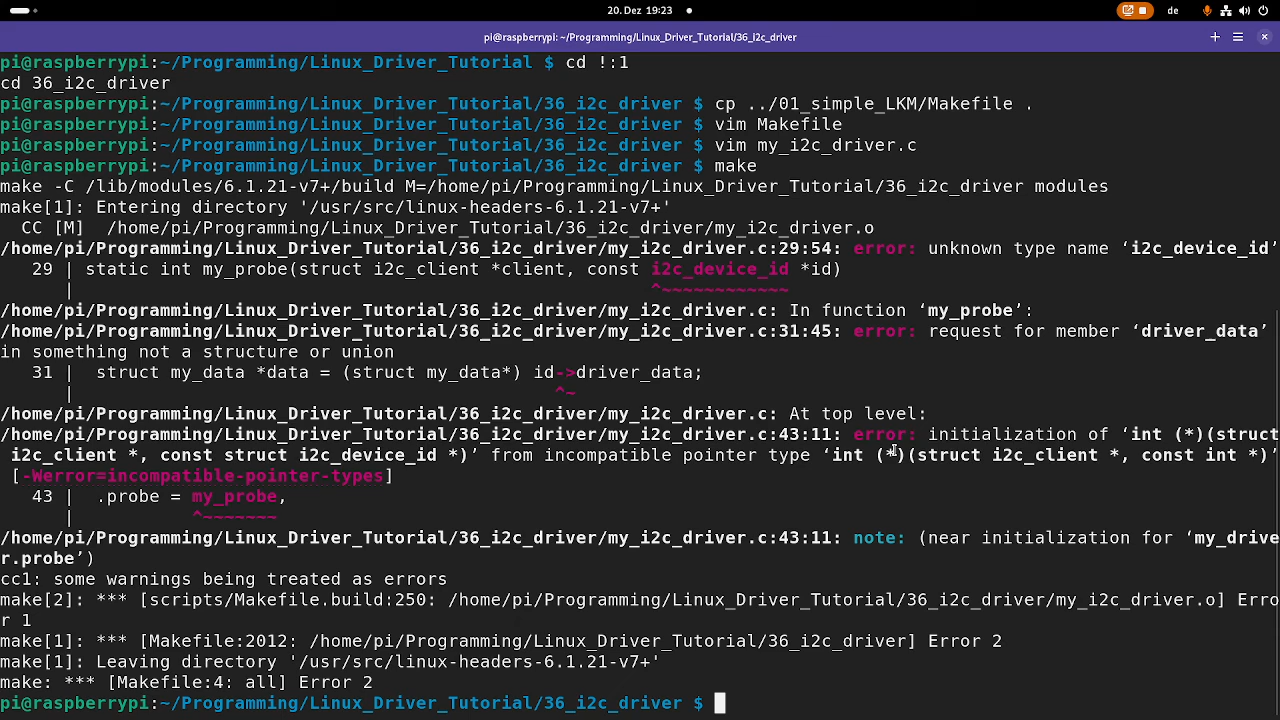 20. Dez 19:23
de
pi@raspberrypi: ~/Programming/Linux_Driver_Tutorial/36_i2c_driver
pi@raspberrypi:~/Programming/Linux_Driver_Tutorial $ cd !:1
cd 36_i2c_driver
pi@raspberrypi:~/Programming/Linux_Driver_Tutorial/36_i2c_driver $ cp ../01_simple_LKM/Makefile .
pi@raspberrypi:~/Programming/Linux_Driver_Tutorial/36_i2c_driver $ vim Makefile
pi@raspberrypi:~/Programming/Linux_Driver_Tutorial/36_i2c_driver $ vim my_i2c_driver.c
pi@raspberrypi:~/Programming/Linux_Driver_Tutorial/36_i2c_driver $ make
make -C /lib/modules/6.1.21-v7+/build M=/home/pi/Programming/Linux_Driver_Tutorial/36_i2c_driver modules
make[1]: Entering directory '/usr/src/linux-headers-6.1.21-v7+'
  CC [M]  /home/pi/Programming/Linux_Driver_Tutorial/36_i2c_driver/my_i2c_driver.o
/home/pi/Programming/Linux_Driver_Tutorial/36_i2c_driver/my_i2c_driver.c:29:54: error: unknown type name ‘i2c_device_id’
   29 | static int my_probe(struct i2c_client *client, const i2c_device_id *id)
      |                                                      ^~~~~~~~~~~~~
/home/pi/Programming/Linux_Driver_Tutorial/36_i2c_driver/my_i2c_driver.c: In function ‘my_probe’:
/home/pi/Programming/Linux_Driver_Tutorial/36_i2c_driver/my_i2c_driver.c:31:45: error: request for member ‘driver_data’
in something not a structure or union
   31 |  struct my_data *data = (struct my_data*) id->driver_data;
      |                                             ^~
/home/pi/Programming/Linux_Driver_Tutorial/36_i2c_driver/my_i2c_driver.c: At top level:
/home/pi/Programming/Linux_Driver_Tutorial/36_i2c_driver/my_i2c_driver.c:43:11: error: initialization of ‘int (*)(struct
i2c_client *, const struct i2c_device_id *)’ from incompatible pointer type ‘int (*)(struct i2c_client *, const int *)’
[-Werror=incompatible-pointer-types]
   43 |  .probe = my_probe,
      |           ^~~~~~~~
/home/pi/Programming/Linux_Driver_Tutorial/36_i2c_driver/my_i2c_driver.c:43:11: note: (near initialization for ‘my_drive
r.probe’)
cc1: some warnings being treated as errors
make[2]: *** [scripts/Makefile.build:250: /home/pi/Programming/Linux_Driver_Tutorial/36_i2c_driver/my_i2c_driver.o] Erro
r 1
make[1]: *** [Makefile:2012: /home/pi/Programming/Linux_Driver_Tutorial/36_i2c_driver] Error 2
make[1]: Leaving directory '/usr/src/linux-headers-6.1.21-v7+'
make: *** [Makefile:4: all] Error 2
pi@raspberrypi:~/Programming/Linux_Driver_Tutorial/36_i2c_driver $